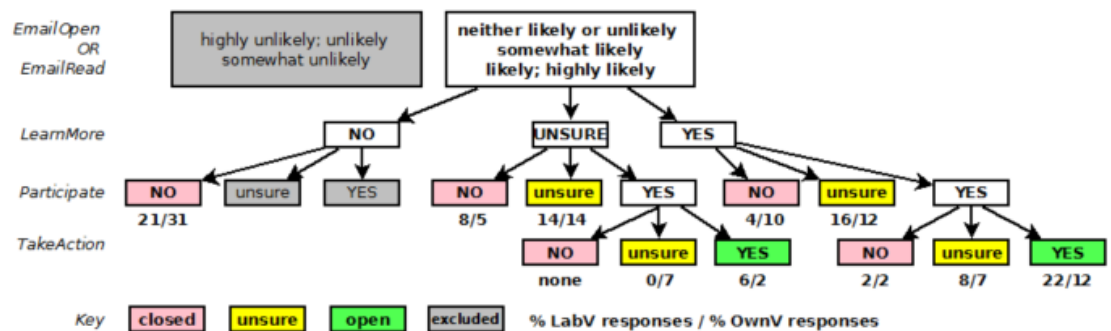 EmailOpen
OR
EmailRead
highly unlikely; unlikely
somewhat unlikely
neither likely or unlikely
somewhat likely
likely; highly likely
LearnMore
NO
UNSURE
YES
Participate
NO
unsure
YES
NO
unsure
YES
NO
unsure
YES
21/31
8/5
14/14
4/10
16/12
TakeAction
NO
unsure
YES
NO
unsure
YES
none
0/7
6/2
2/2
8/7
22/12
Key
closed
unsure
open
excluded
% LabV responses / % OwnV responses